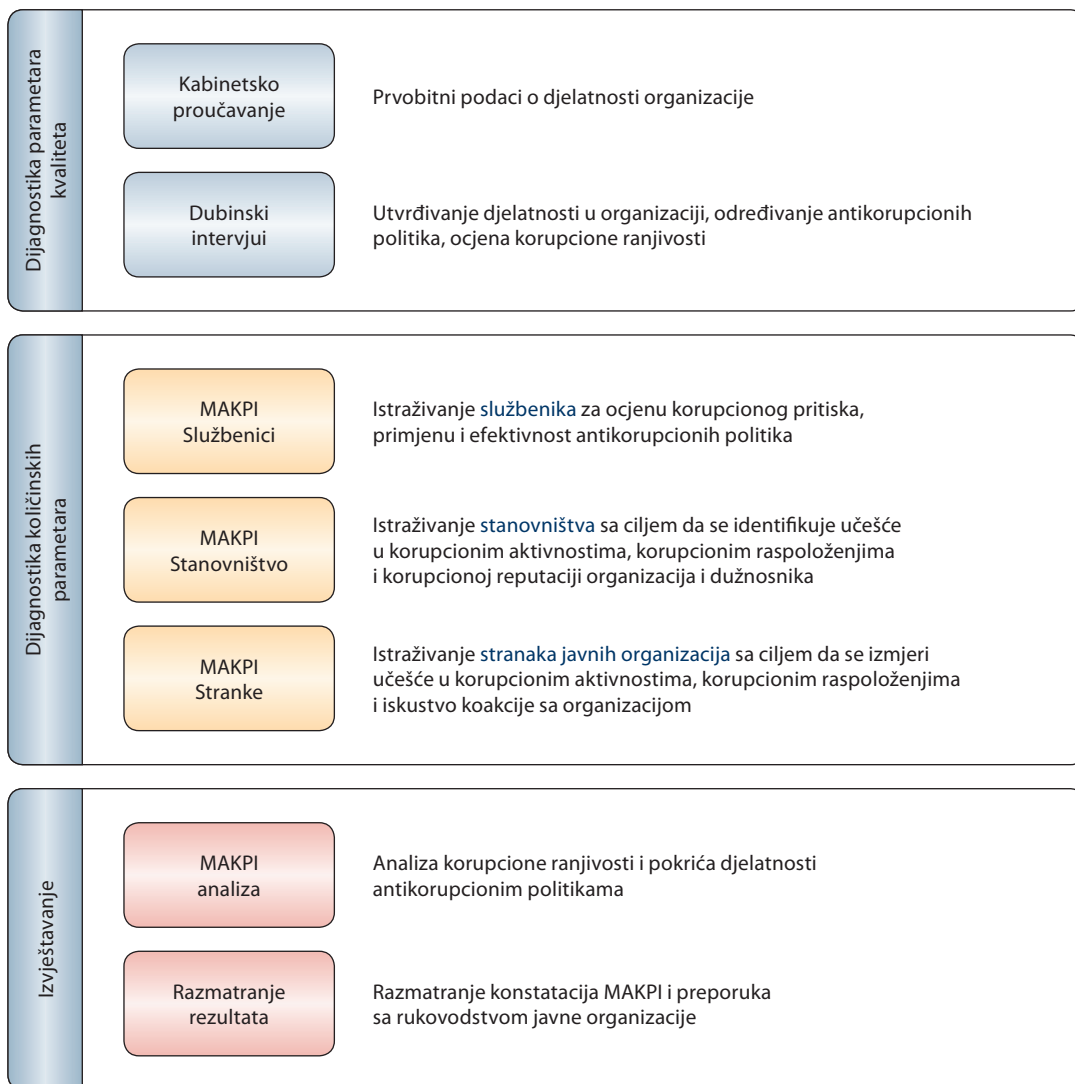 Dijagnostika parametara
kvaliteta
Kabinetsko
proučavanje
Prvobitni podaci o djelatnosti organizacije
Dubinski
intervjui
Utvrđivanje djelatnosti u organizaciji, određivanje antikorupcionih
politika, ocjena korupcione ranjivosti
Dijagnostika količinskih
parametara
MAKPI
Službenici
Istraživanje službenika za ocjenu korupcionog pritiska,
primjenu i efektivnost antikorupcionih politika
MAKPI
Stanovništvo
Istraživanje stanovništva sa ciljem da se identifikuje učešće
u korupcionim aktivnostima, korupcionim raspoloženjima
i korupcionoj reputaciji organizacija i dužnosnika
MAKPI
Stranke
Istraživanje stranaka javnih organizacija sa ciljem da se izmjeri
učešće u korupcionim aktivnostima, korupcionim raspoloženjima
i iskustvo koakcije sa organizacijom
Izvještavanje
MAKPI
analiza
Analiza korupcione ranjivosti i pokrića djelatnosti
antikorupcionim politikama
Razmatranje
rezultata
Razmatranje konstatacija MAKPI i preporuka
sa rukovodstvom javne organizacije